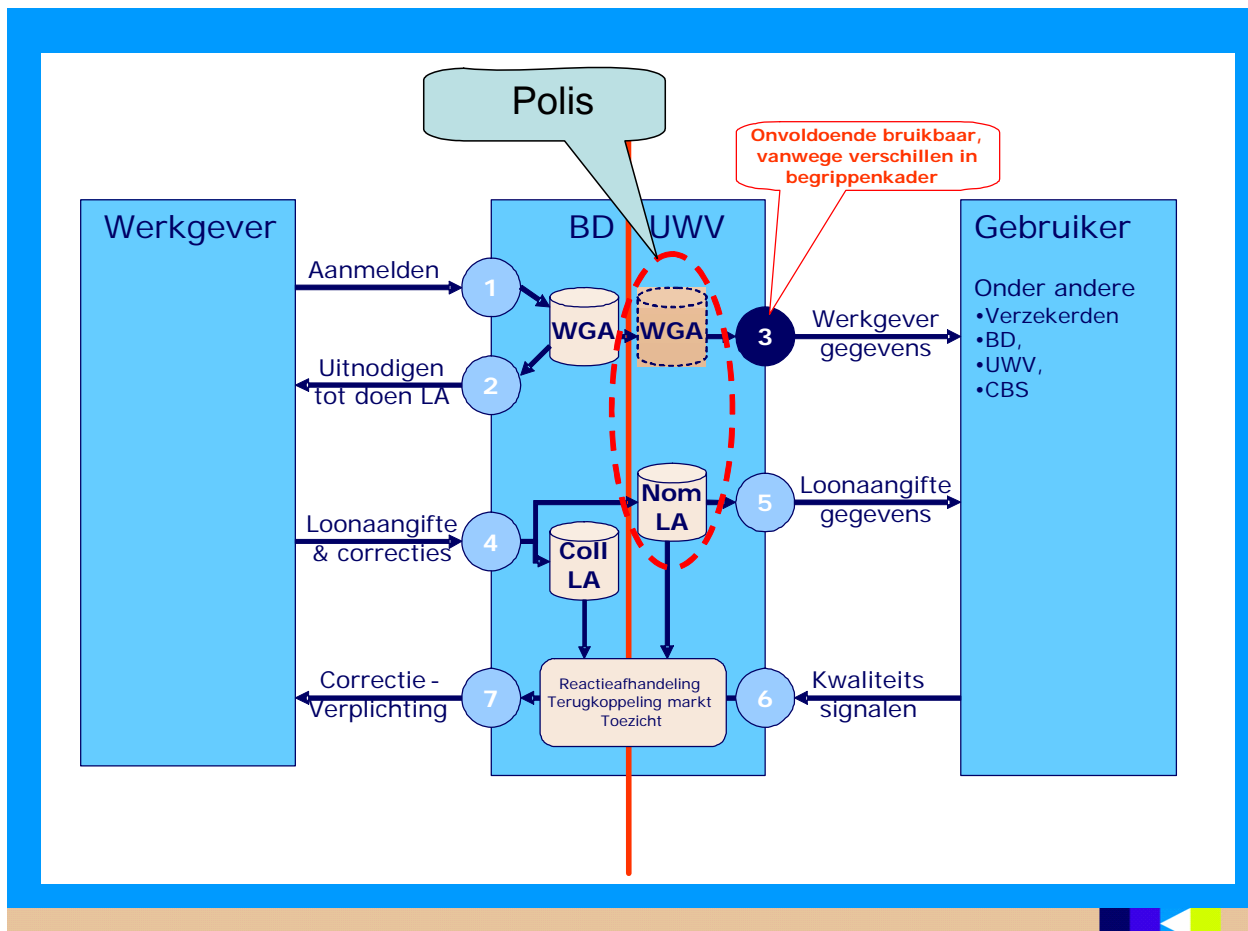 Polis
Onvoldoende bruikbaar,
vanwege verschillen in
begrippenkader
Werkgever
BD
UWV
Gebruiker
Onder andere
•Verzekerden
•BD,
•UWV,
•CBS
Aanmelden
1
WGA
WGA
3
Werkgever
gegevens
Uitnodigen
tot doen LA
2
Loonaangifte
& correcties
4
Coll
LA
Nom
LA
5
Loonaangifte
gegevens
Correctie -
Verplichting
7
Reactieafhandeling
Terugkoppeling markt
Toezicht
6
Kwaliteits
signalen